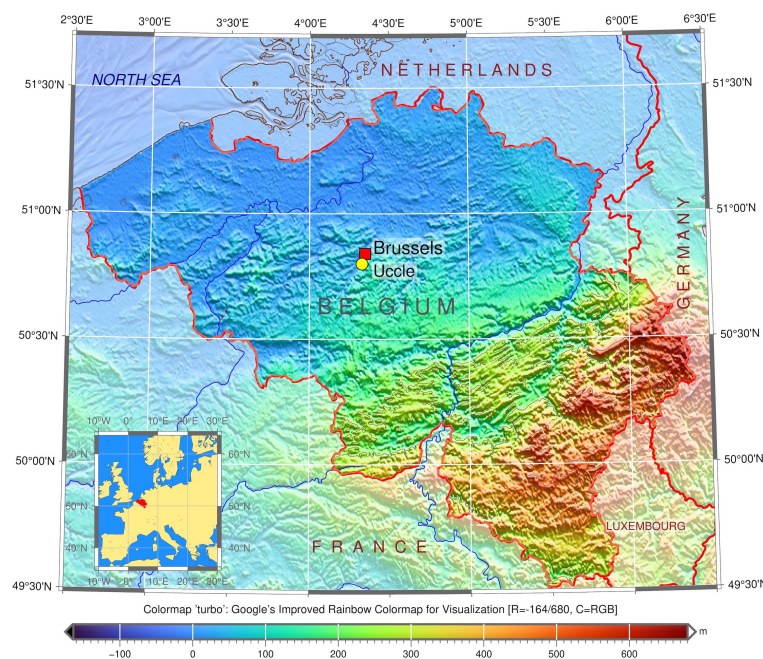 2°30'E 3°00'E 3°30'E 4°00'E 4°30'E 5°00'E 5°30'E 6°00'E 6°30'E
NORTH SEA
NETHERLANDS
51°30'N 51°30'N
51°00'N 51°00'N
GERMANY
Brussels
Uccle
BELGIUM
50°30'N 50°30'N
10°W 0° 10°E 20°E 30°E
60°N 60°N
50°00'N 50°00'N
50°N 50°N
40°N 40°N
10°W 0° 10°E 20°E 30°E
LUXEMBOURG
FRANCE
49°30'N 49°30'N
Colormap 'turbo': Google's Improved Rainbow Colormap for Visualization [R=-164/680, C=RGB]
m
−100 0 100 200 300 400 500 600